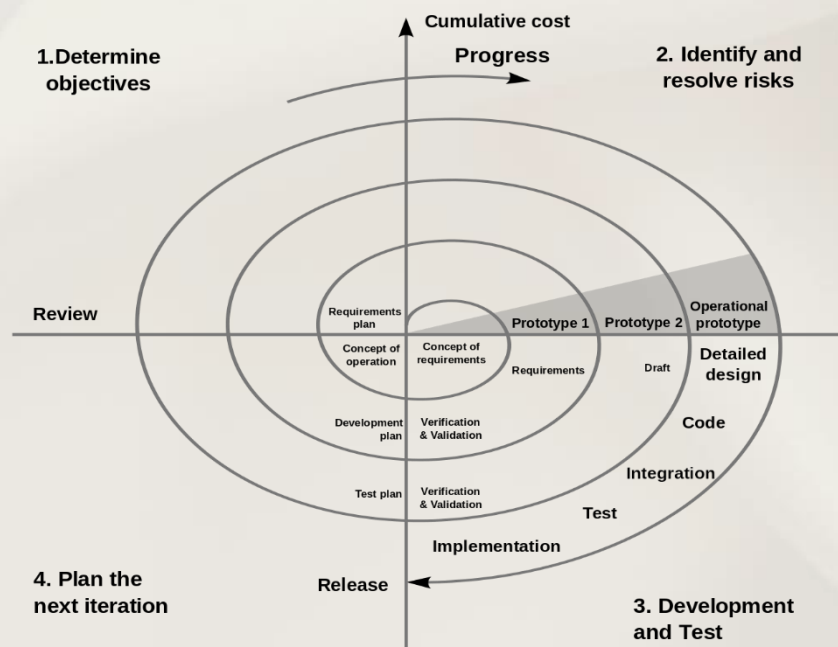 Cumulative cost
Progress
1.Determine
objectives
2. Identify and
resolve risks
Review
Requirements
plan
Prototype 1
Prototype 2
Operational
prototype
Concept of
operation
Concept of
requirements
Requirements
Draft
Detailed
design
Development
plan
Verification
& Validation
Code
Integration
Test plan
Verification
& Validation
Test
Implementation
Release
4. Plan the
next iteration
3. Development
and Test